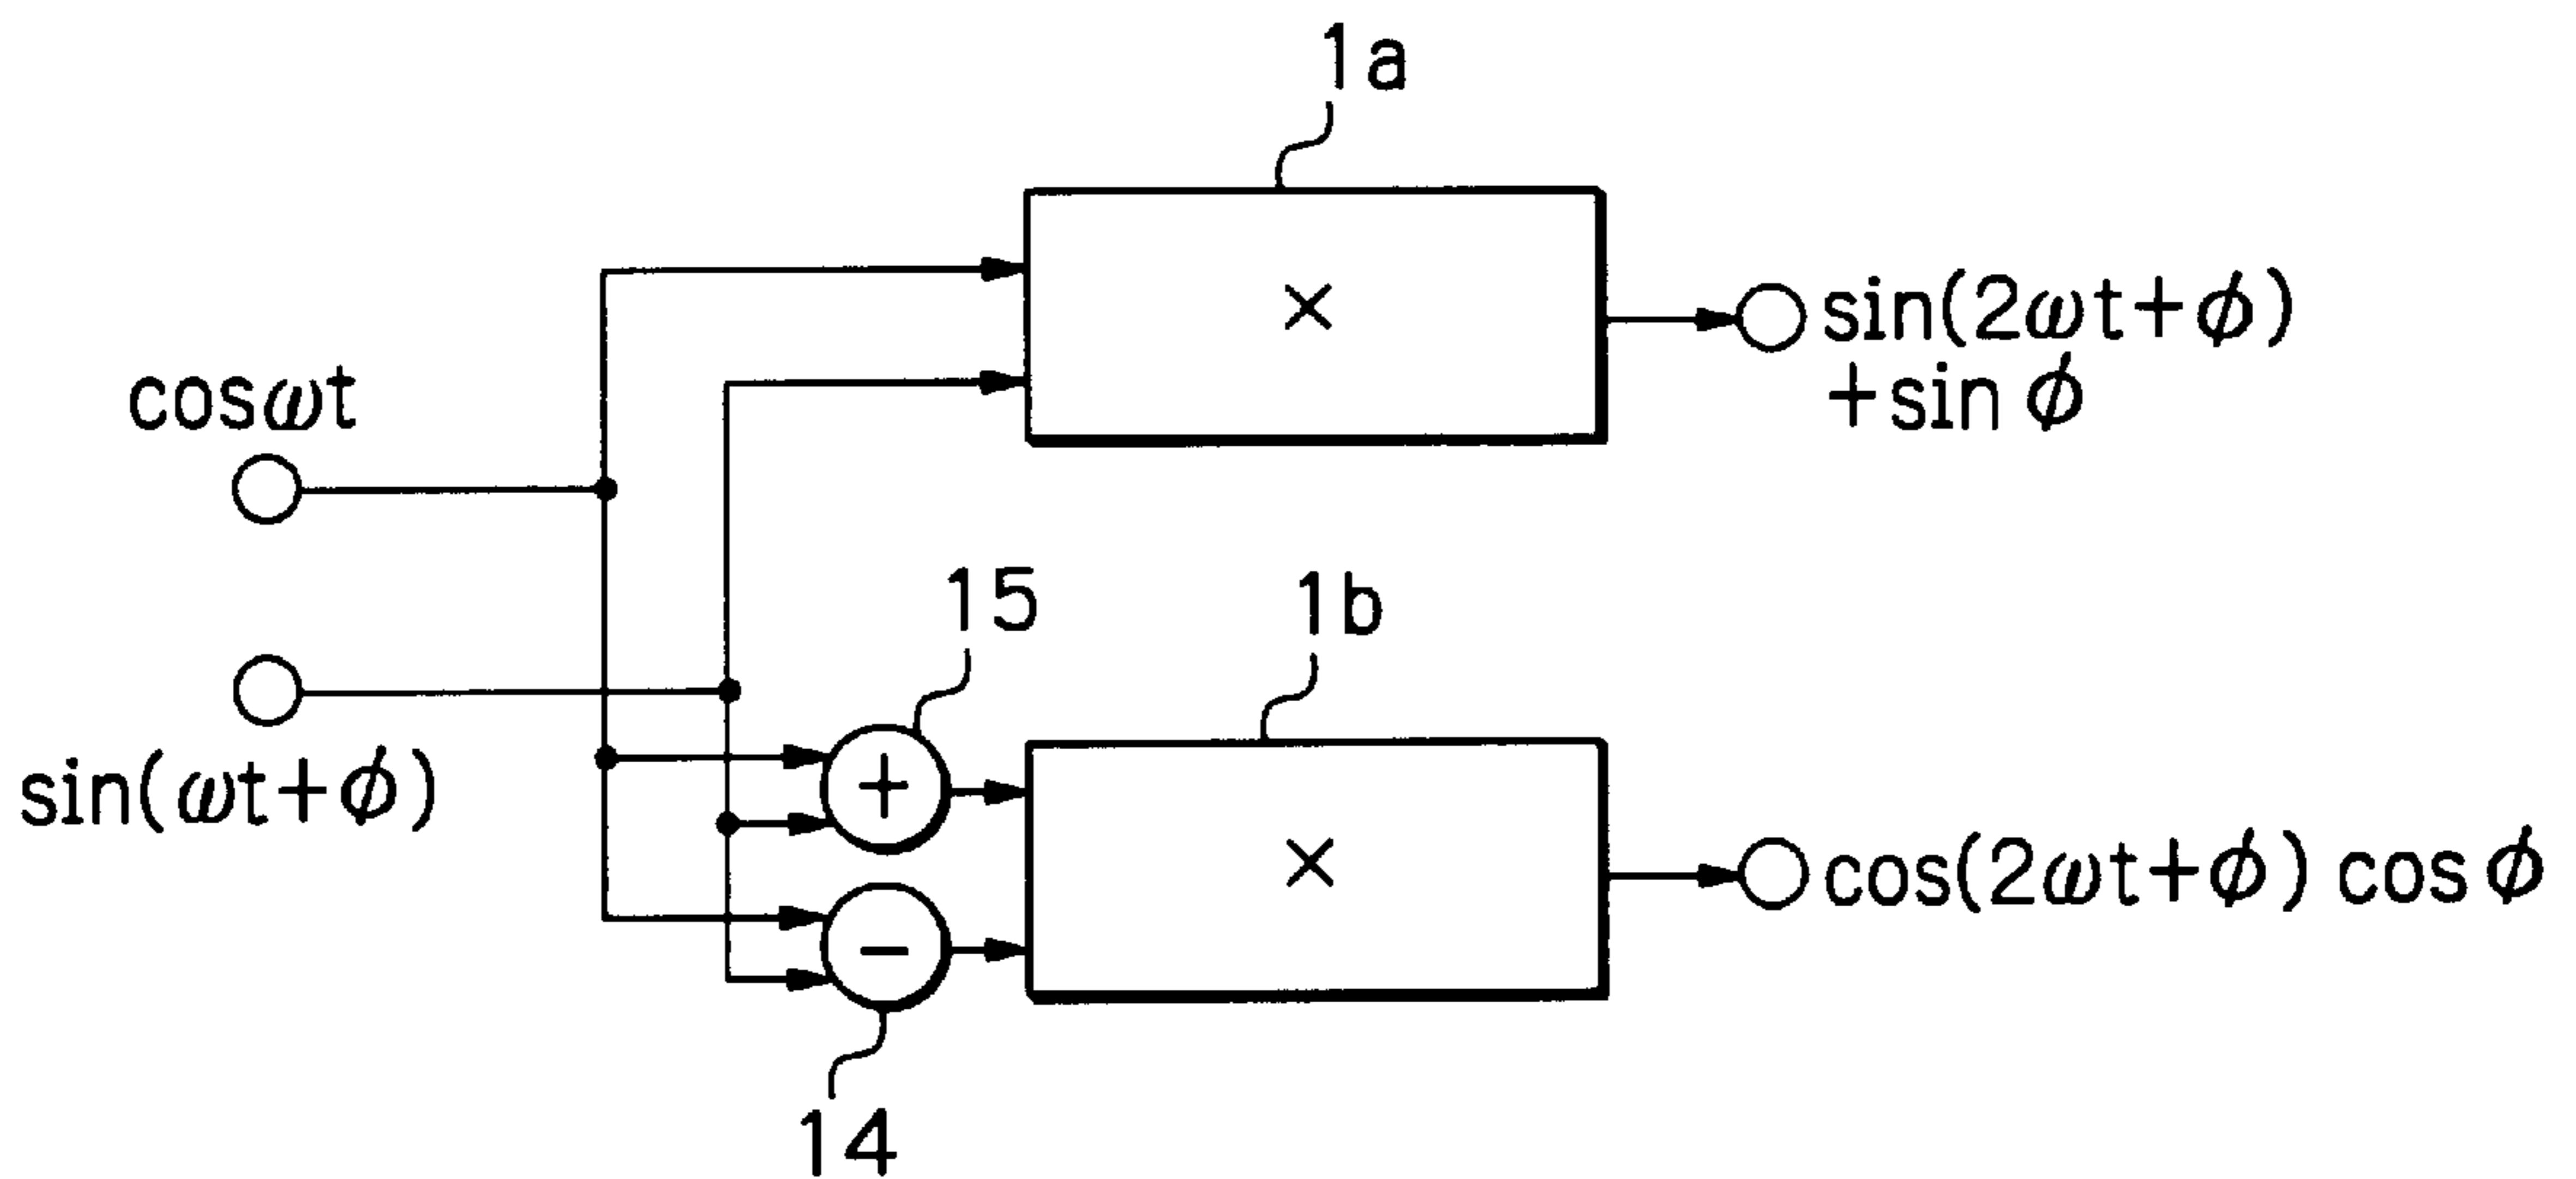 1a
×
sin(2ωt+ϕ)
+sin ϕ
cosωt
sin(ωt+ϕ)
15
+
1b
×
cos(2ωt+ϕ) cos ϕ
−
14